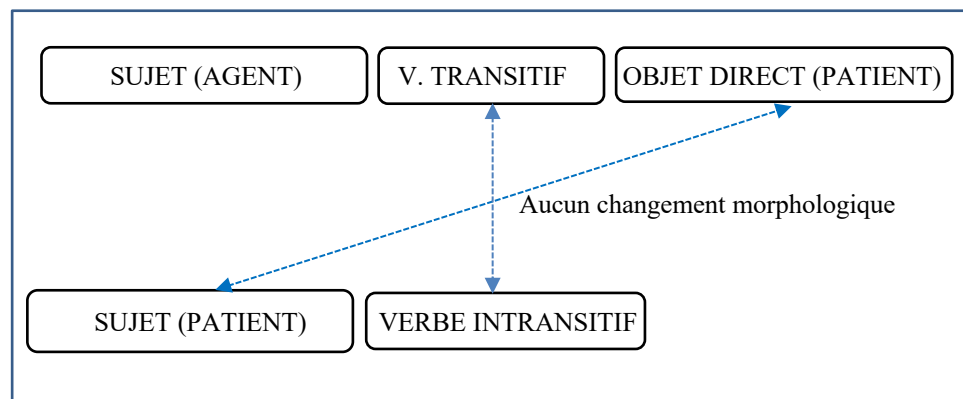 SUJET (AGENT) V. TRANSITIF OBJET DIRECT (PATIENT)
Aucun changement morphologique
SUJET (PATIENT) VERBE INTRANSITIF